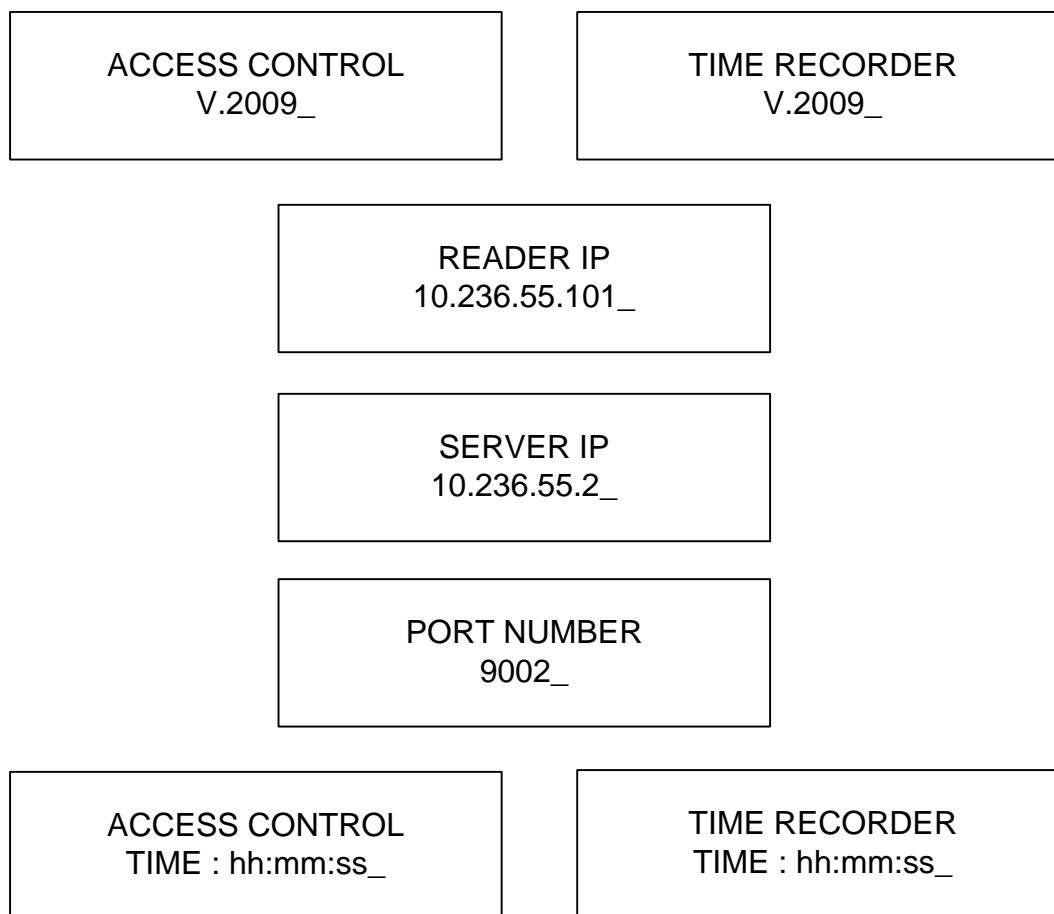 ACCESS CONTROL
V.2009_
TIME RECORDER
V.2009_
READER IP
10.236.55.101_
SERVER IP
10.236.55.2_
PORT NUMBER
9002_
ACCESS CONTROL
TIME : hh:mm:ss_
TIME RECORDER
TIME : hh:mm:ss_